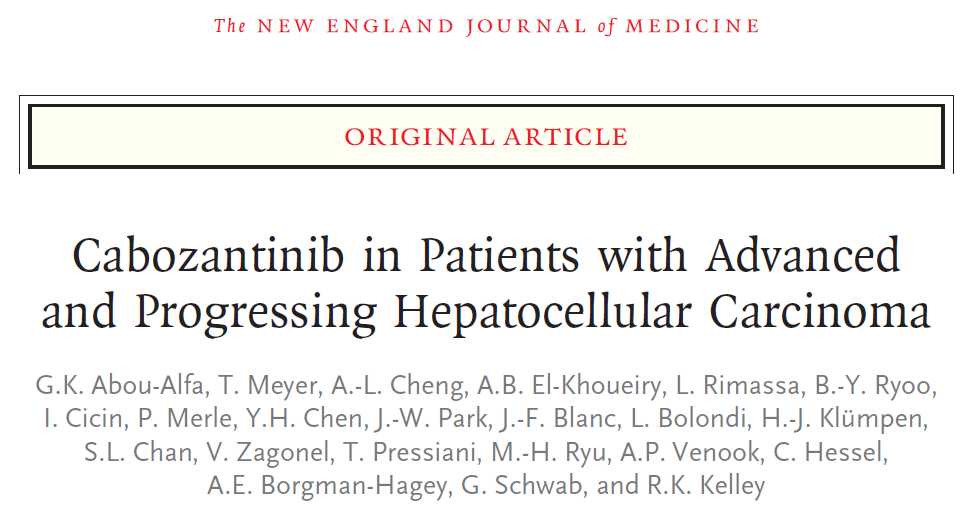 The NEW ENGLAND JOURNAL of MEDICINE
ORIGINAL ARTICLE
Cabozantinib in Patients with Advanced
and Progressing Hepatocellular Carcinoma
G.K. Abou-Alfa, T. Meyer, A.-L. Cheng, A.B. El-Khoueiry, L. Rimassa, B.-Y. Ryoo,
I. Cicin, P. Merle, Y.H. Chen, J.-W. Park, J.-F. Blanc, L. Bolondi, H.-J. Klümpen,
S.L. Chan, V. Zagonel, T. Pressiani, M.-H. Ryu, A.P. Venook, C. Hessel,
A.E. Borgman-Hagey, G. Schwab, and R.K. Kelley